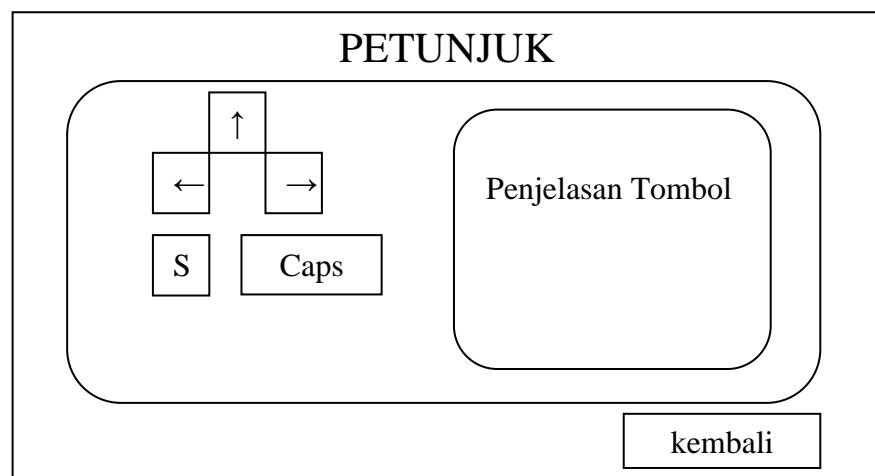 PETUNJUK
↑
← →
Penjelasan Tombol
S Caps
kembali